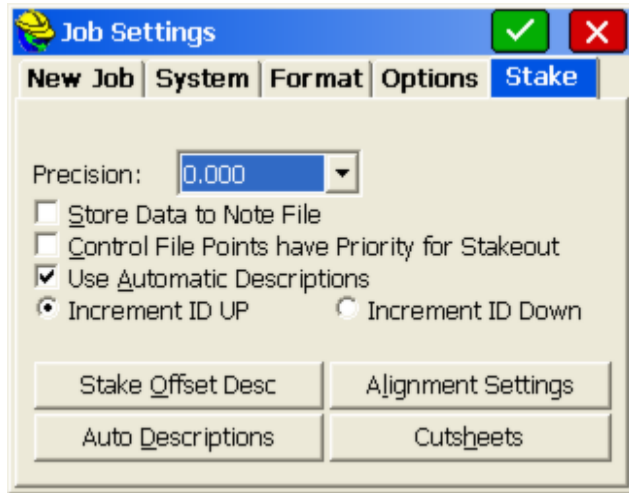 Job Settings
New Job System Format Options Stake
Precision: 0.000
Store Data to Note File
Control File Points have Priority for Stakeout
Use Automatic Descriptions
Increment ID UP Increment ID Down
Stake Offset Desc Alignment Settings
Auto Descriptions Cutsheets